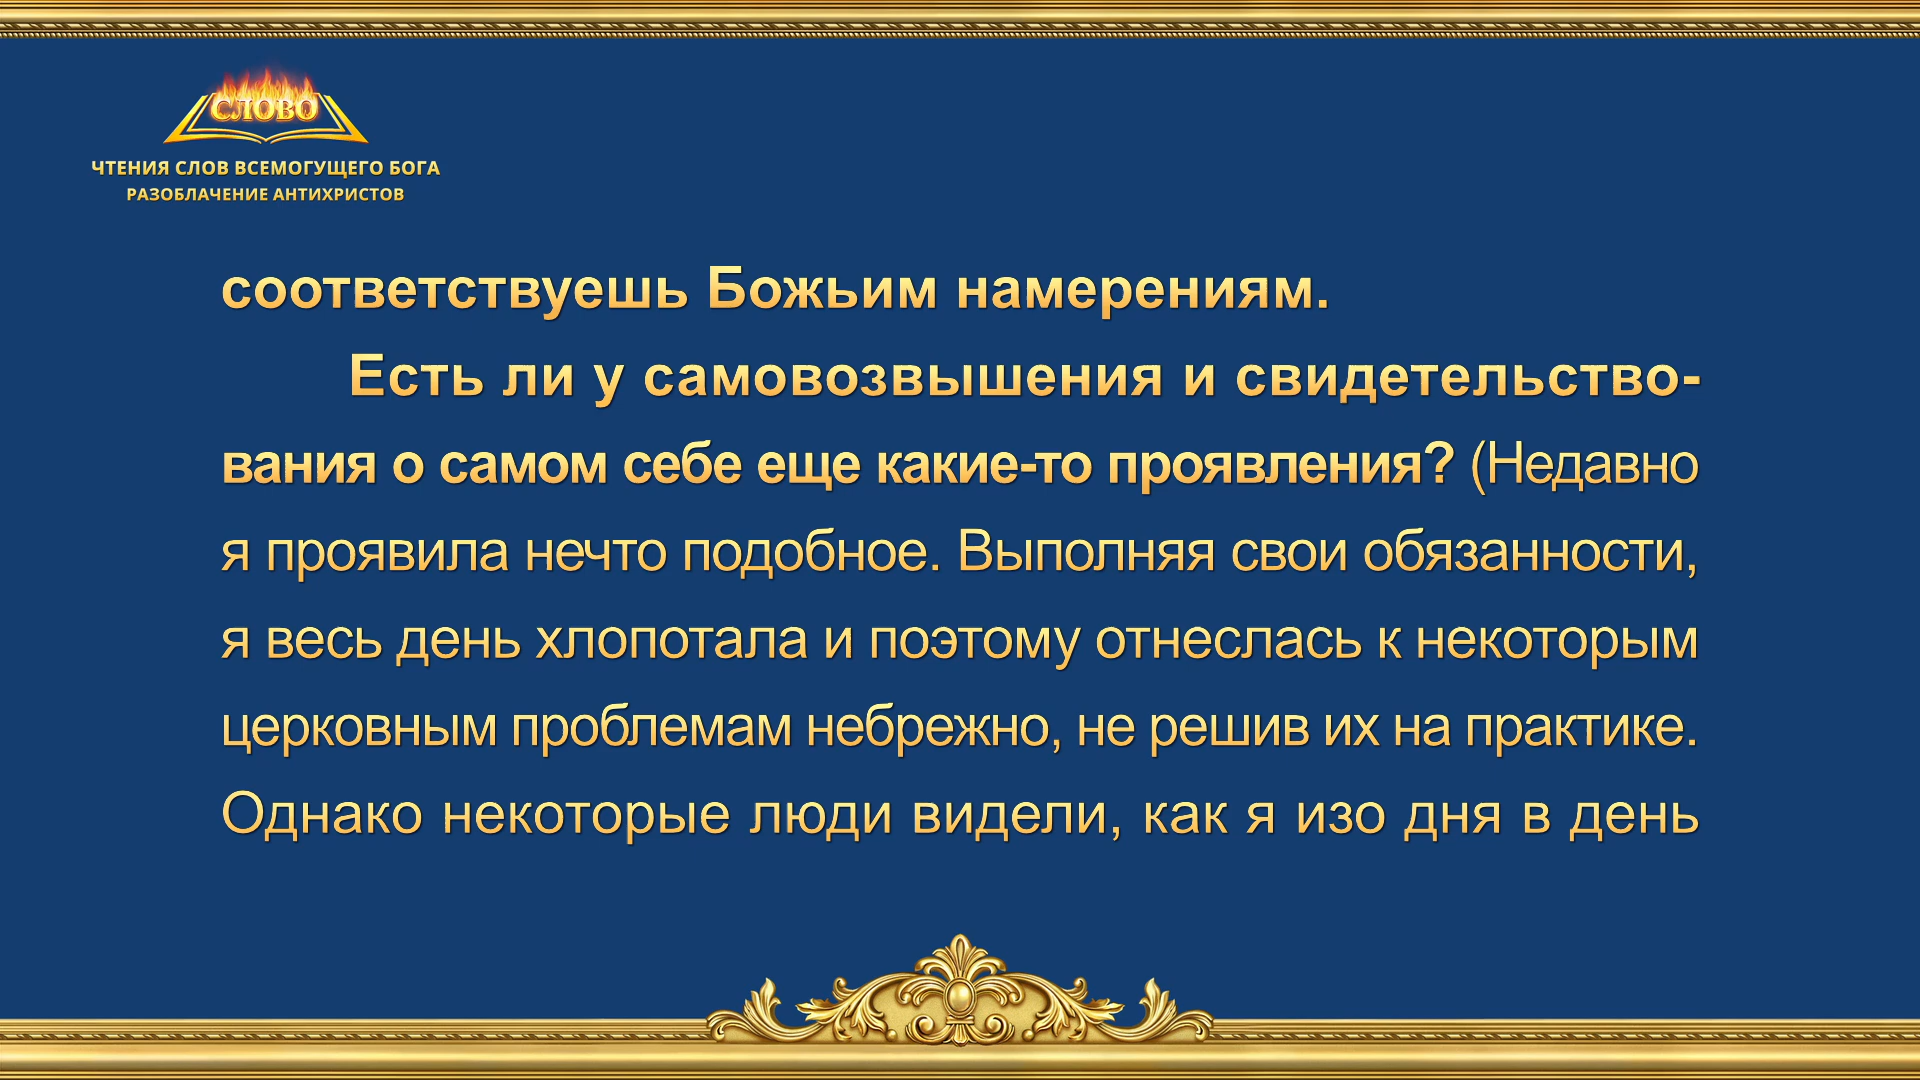 СЛОВО
ЧТЕНИЯ СЛОВ ВСЕМОГУЩЕГО БОГА
РАЗОБЛАЧЕНИЕ АНТИХРИСТОВ
соответствуешь Божьим намерениям.
Есть ли у самовозвышения и свидетельство-
вания о самом себе еще какие-то проявления? (Недавно
я проявила нечто подобное. Выполняя свои обязанности,
я весь день хлопотала и поэтому отнеслась к некоторым
церковным проблемам небрежно, не решив их на практике.
Однако некоторые люди видели, как я изо дня в день